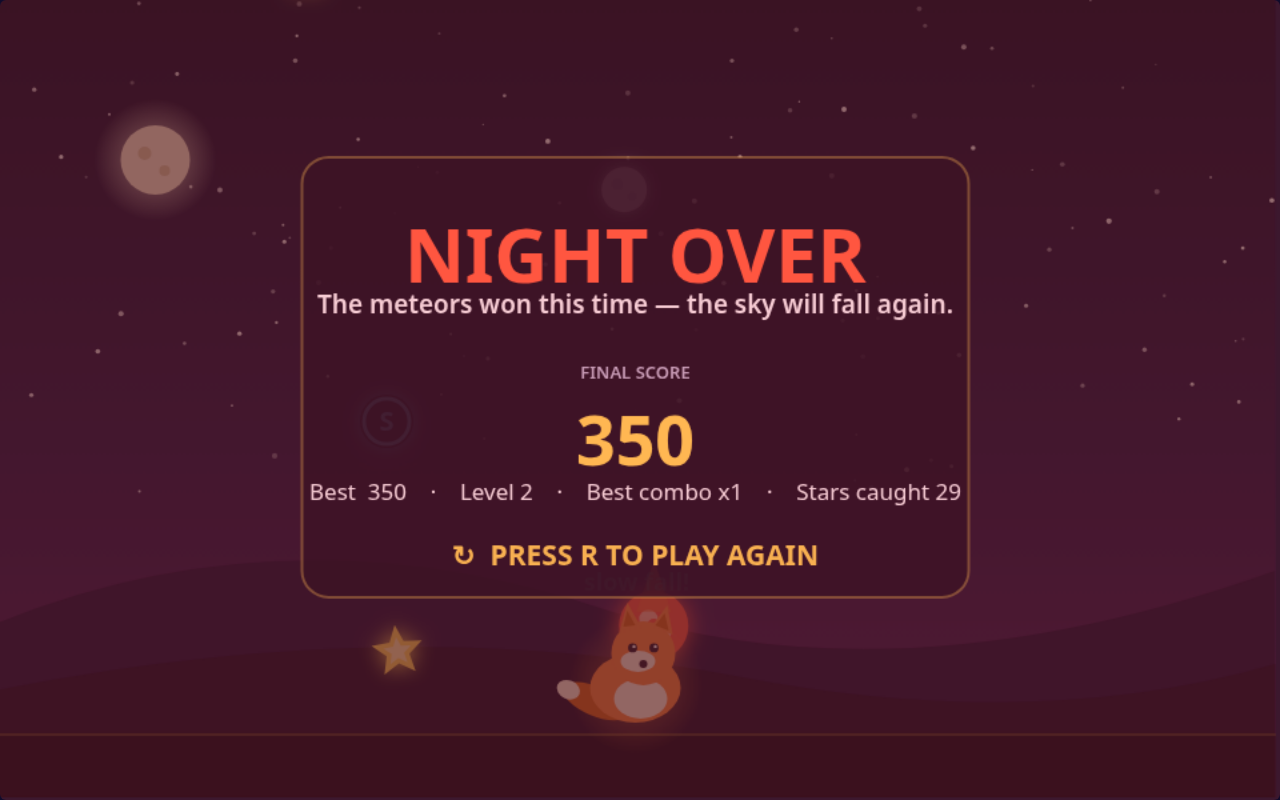 NIGHT OVER
The meteors won this time — the sky will fall again.
FINAL SCORE
S
350
Best 350 · Level 2 · Best combo x1 · Stars caught 29
↻ PRESS R TO PLAY AGAIN